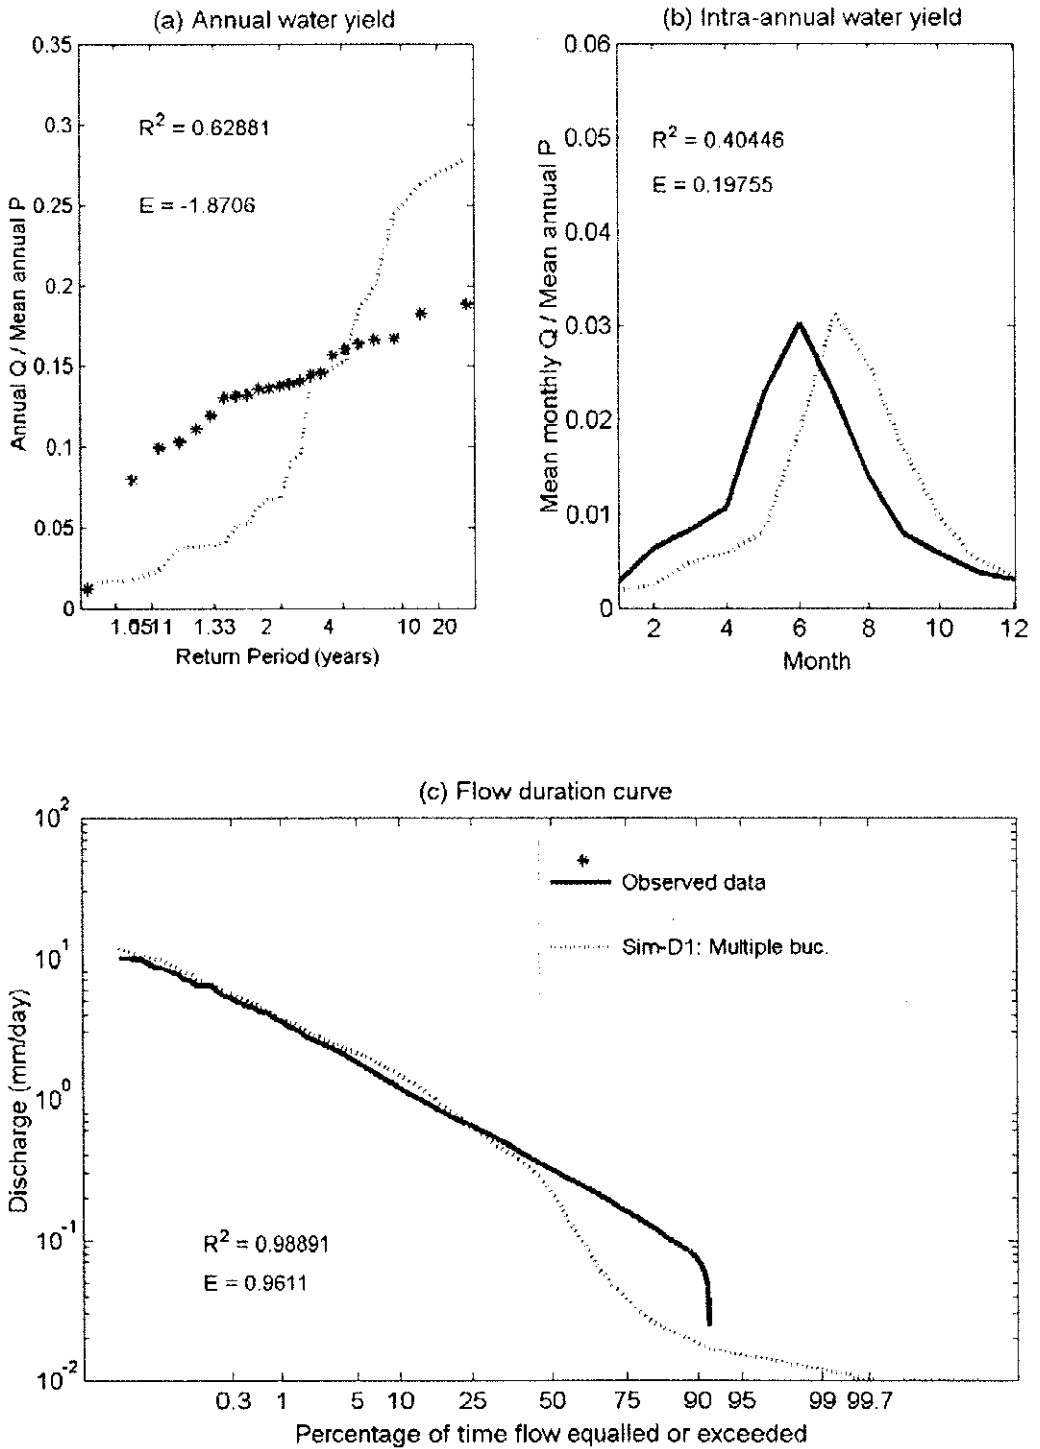 (a) Annual water yield
0.35
0.3
0.25
0.2
0.15
0.1
0.05
0
R² = 0.62881
E = -1.8706
Annual Q / Mean annual P
1.33 2 4 10 20
Return Period (years)
(b) Intra-annual water yield
0.06
0.05
0.04
0.03
0.02
0.01
0
R² = 0.40446
E = 0.19755
Mean monthly Q / Mean annual P
2 4 6 8 10 12
Month
(c) Flow duration curve
10²
10¹
10⁰
10⁻¹
10⁻²
Discharge (mm/day)
Observed data
Sim-D1: Multiple buc.
R² = 0.98891
E = 0.9611
0.3 1 5 10 25 50 75 90 95 99 99.7
Percentage of time flow equalled or exceeded